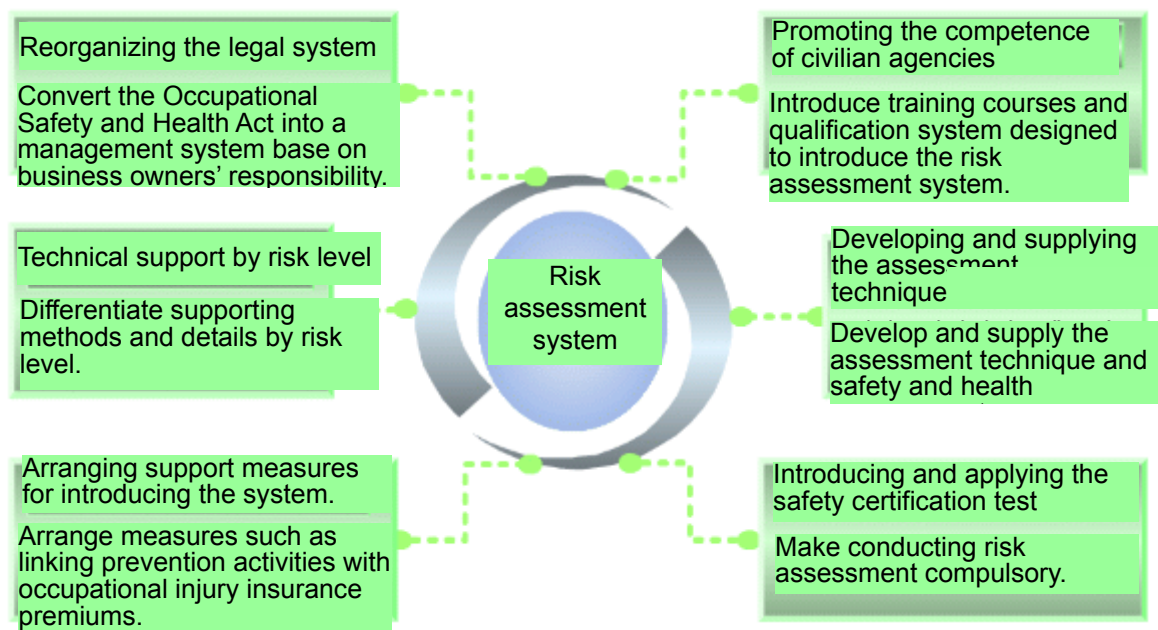 Reorganizing the legal system
Convert the Occupational
Safety and Health Act into a
management system base on
business owners’ responsibility.
Technical support by risk level
Differentiate supporting
methods and details by risk
level.
Arranging support measures
for introducing the system.
Arrange measures such as
linking prevention activities with
occupational injury insurance
premiums.
Risk
assessment
system
Promoting the competence
of civilian agencies
Introduce training courses and
qualification system designed
to introduce the risk
assessment system.
Developing and supplying
the assessment
technique
Develop and supply the
assessment technique and
safety and health
Introducing and applying the
safety certification test
Make conducting risk
assessment compulsory.